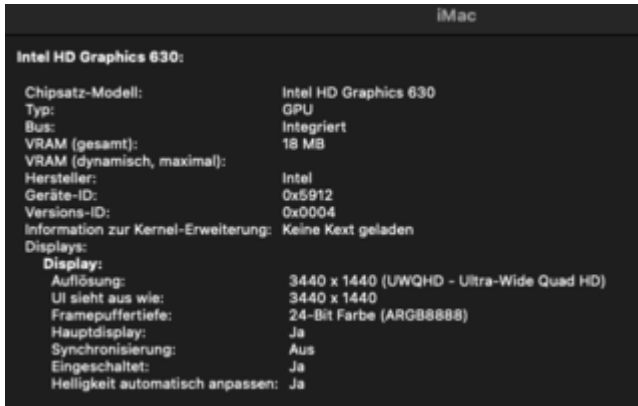 iMac
Intel HD Graphics 630:
Chipsatz-Modell: Intel HD Graphics 630
Typ: GPU
Bus: Integriert
VRAM (gesamt): 18 MB
VRAM (dynamisch, maximal):
Hersteller: Intel
Geräte-ID: 0x5912
Versions-ID: 0x0004
Information zur Kernel-Erweiterung: Keine Kext geladen
Displays:
Display:
Auflösung: 3440 x 1440 (UWQHD - Ultra-Wide Quad HD)
UI sieht aus wie: 3440 x 1440
Framepuffertiefe: 24-Bit Farbe (ARGB8888)
Hauptdisplay: Ja
Synchronisierung: Aus
Eingeschaltet: Ja
Helligkeit automatisch anpassen: Ja